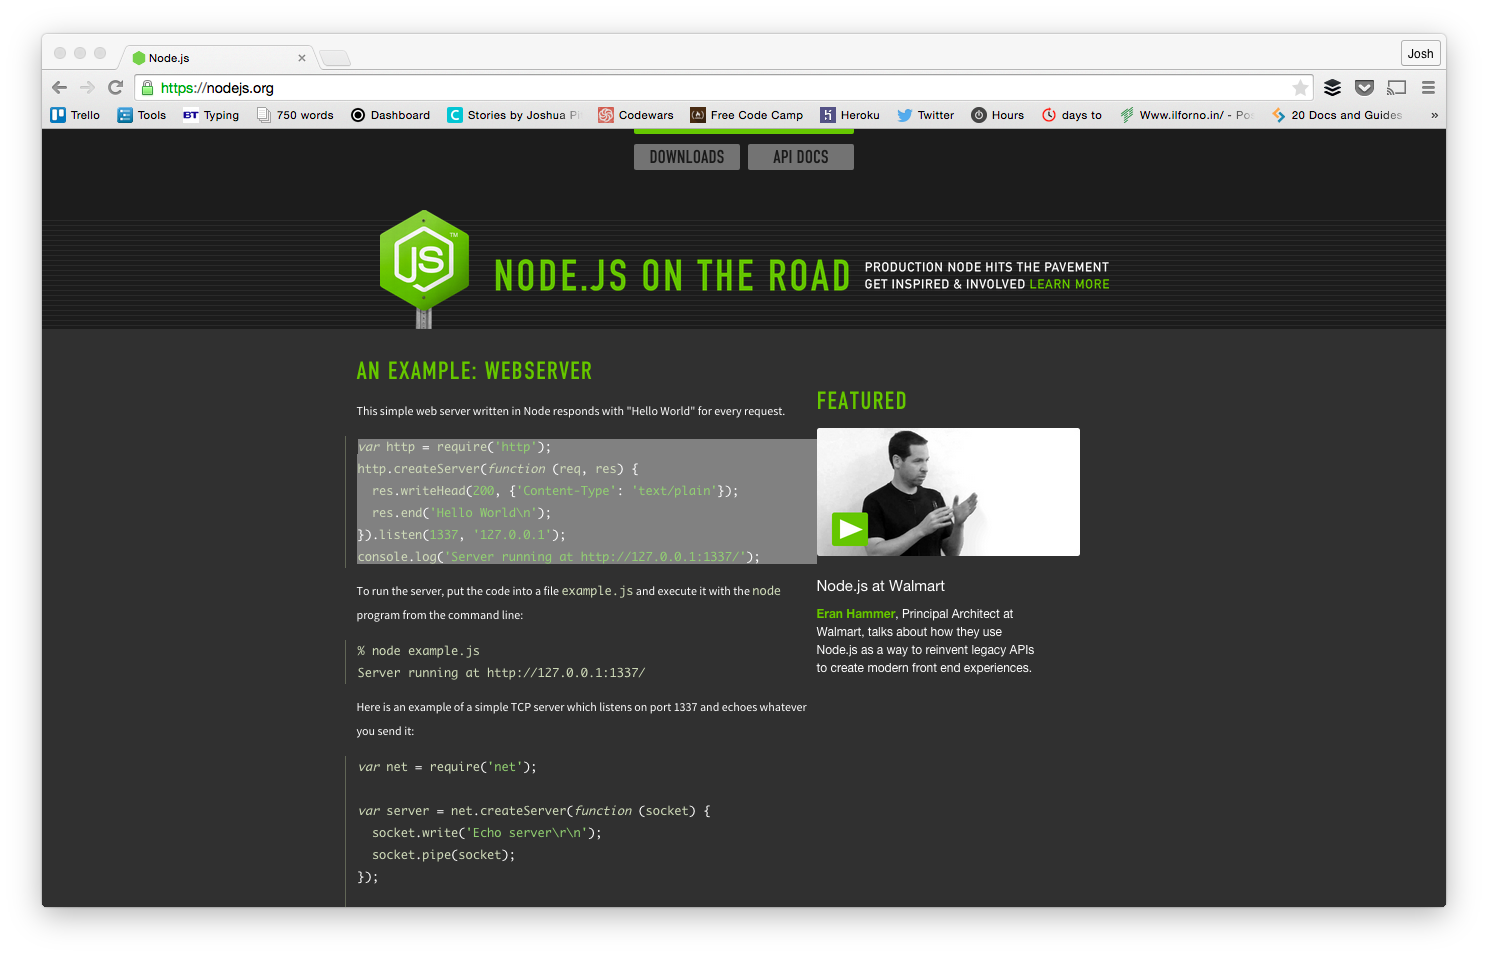 Node.js
Josh
https://nodejs.org
Trello
Tools
BT Typing
750 words
Dashboard
C Stories by Joshua
Codewars
Free Code Camp
Heroku
Twitter
Hours
days to
Www.ilforno.in/ -
20 Docs and Guides
»
DOWNLOADS
API DOCS
JS
TM
NODE.JS ON THE ROAD
PRODUCTION NODE HITS THE PAVEMENT
GET INSPIRED & INVOLVED LEARN MORE
AN EXAMPLE: WEBSERVER
This simple web server written in Node responds with "Hello World" for every request.
var http = require('http');
http.createServer(function (req, res) {
  res.writeHead(200, {'Content-Type': 'text/plain'});
  res.end('Hello World\n');
}).listen(1337, '127.0.0.1');
console.log('Server running at http://127.0.0.1:1337/');
To run the server, put the code into a file example.js and execute it with the node
program from the command line:
% node example.js
Server running at http://127.0.0.1:1337/
Here is an example of a simple TCP server which listens on port 1337 and echoes whatever
you send it:
var net = require('net');
var server = net.createServer(function (socket) {
  socket.write('Echo server\r\n');
  socket.pipe(socket);
});
FEATURED
Node.js at Walmart
Eran Hammer, Principal Architect at
Walmart, talks about how they use
Node.js as a way to reinvent legacy APIs
to create modern front end experiences.